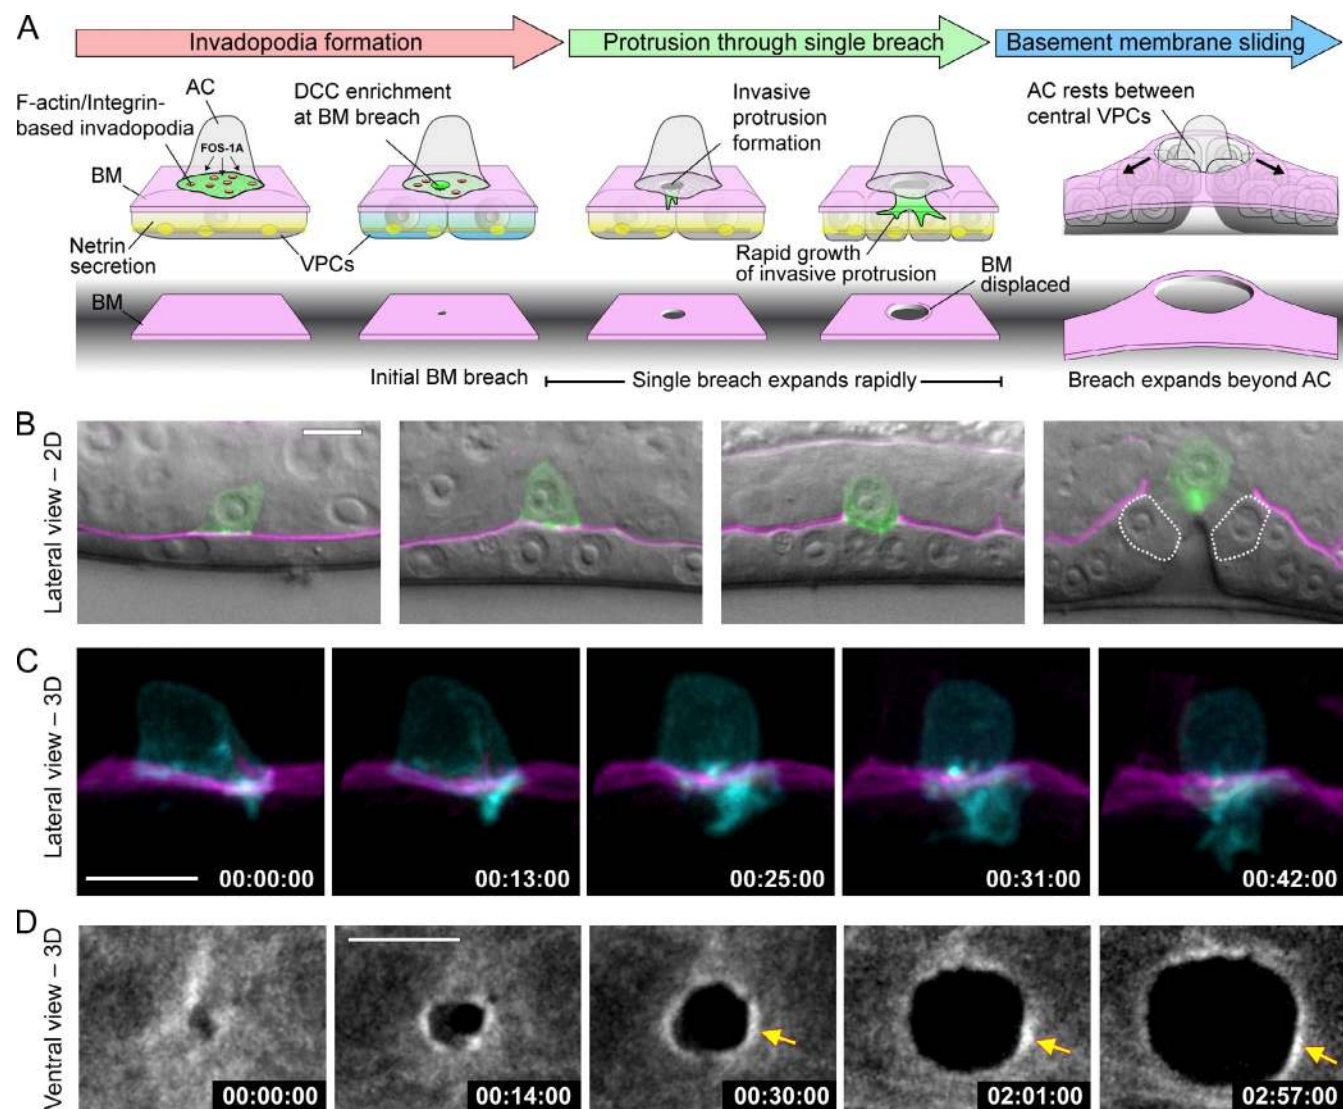 A
Invadopodia formation
Protrusion through single breach
Basement membrane sliding
F-actin/Integrin-
based invadopodia
AC
FOS-1A
BM
Netrin
secretion
VPCs
DCC enrichment
at BM breach
Invasive
protrusion
formation
Rapid growth
of invasive protrusion
AC rests between
central VPCs
BM
BM
displaced
Initial BM breach
Single breach expands rapidly
Breach expands beyond AC
B
Lateral view – 2D
C
Lateral view – 3D
00:00:00
00:13:00
00:25:00
00:31:00
00:42:00
D
Ventral view – 3D
00:00:00
00:14:00
00:30:00
02:01:00
02:57:00